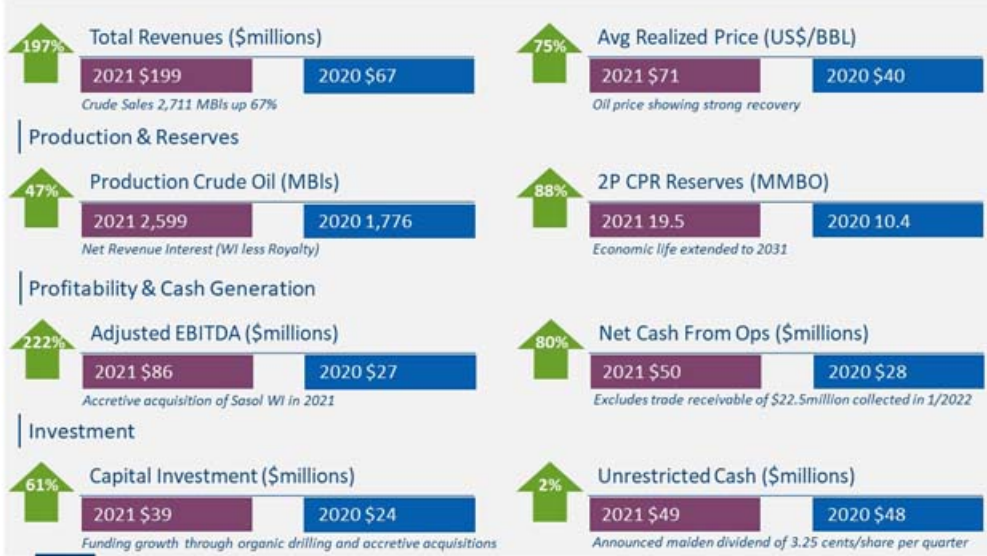 197%
Total Revenues ($millions)
2021 $199
2020 $67
Crude Sales 2,711 MBls up 67%
75%
Avg Realized Price (US$/BBL)
2021 $71
2020 $40
Oil price showing strong recovery
Production & Reserves
47%
Production Crude Oil (MBls)
2021 2,599
2020 1,776
Net Revenue Interest (WI less Royalty)
88%
2P CPR Reserves (MMBO)
2021 19.5
2020 10.4
Economic life extended to 2031
Profitability & Cash Generation
222%
Adjusted EBITDA ($millions)
2021 $86
2020 $27
Accretive acquisition of Sasol WI in 2021
80%
Net Cash From Ops ($millions)
2021 $50
2020 $28
Excludes trade receivable of $22.5million collected in 1/2022
Investment
61%
Capital Investment ($millions)
2021 $39
2020 $24
Funding growth through organic drilling and accretive acquisitions
2%
Unrestricted Cash ($millions)
2021 $49
2020 $48
Announced maiden dividend of 3.25 cents/share per quarter